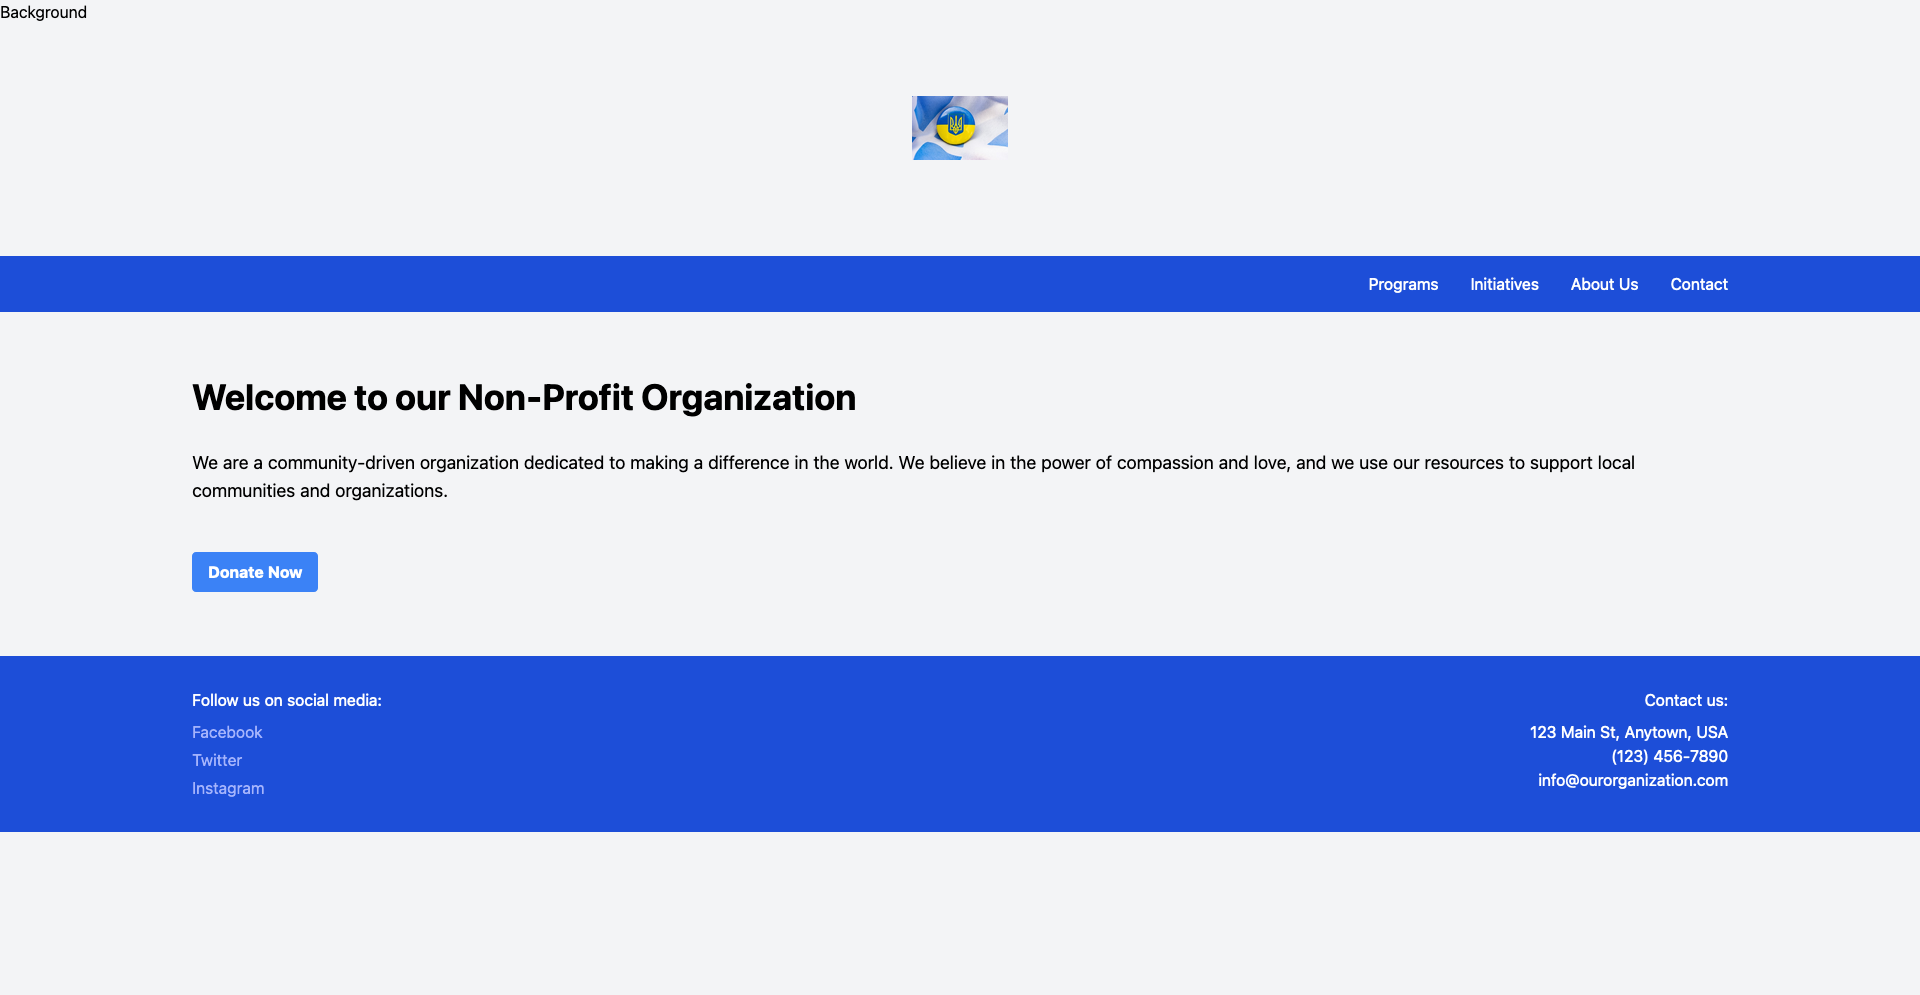 Background
Programs
Initiatives
About Us
Contact
Welcome to our Non-Profit Organization
We are a community-driven organization dedicated to making a difference in the world. We believe in the power of compassion and love, and we use our resources to support local
communities and organizations.
Donate Now
Follow us on social media:
Facebook
Twitter
Instagram
Contact us:
123 Main St, Anytown, USA
(123) 456-7890
info@ourorganization.com